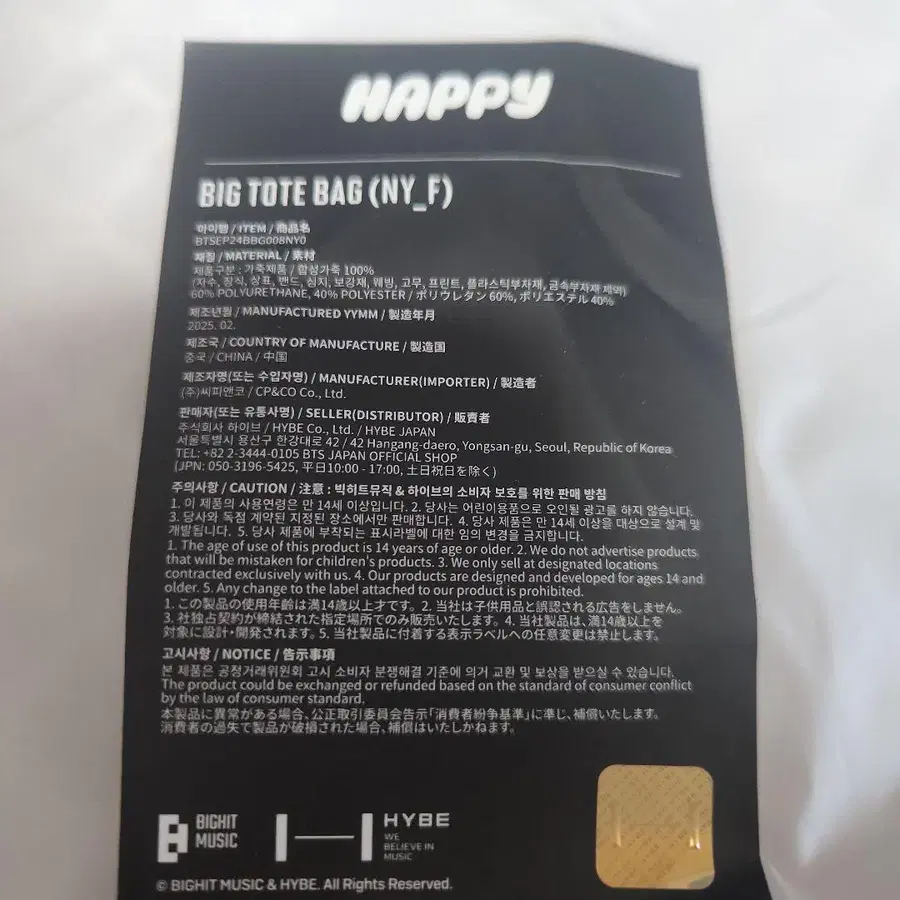 HAPPY
BIG TOTE BAG (NY_F)
아이템 / ITEM / 商品名
BTSEP24BBG008NY0
재질 / MATERIAL / 素材
제품구분 : 가죽제품 / 합성가죽 100%
(자수, 장식, 상표, 밴드, 심지, 보강재, 웨빙, 고무, 프린트, 플라스틱부자재, 금속부자재 제외)
60% POLYURETHANE, 40% POLYESTER / ポリウレタン 60%, ポリエステル 40%
제조년월 / MANUFACTURED YYMM / 製造年月
2025. 02.
제조국 / COUNTRY OF MANUFACTURE / 製造国
중국 / CHINA / 中国
제조자명(또는 수입자명) / MANUFACTURER(IMPORTER) / 製造者
(주)씨피앤코 / CP&CO Co., Ltd.
판매자(또는 유통사명) / SELLER(DISTRIBUTOR) / 販賣者
주식회사 하이브 / HYBE Co., Ltd. / HYBE JAPAN
서울특별시 용산구 한강대로 42 / 42 Hangang-daero, Yongsan-gu, Seoul, Republic of Korea
TEL: +82 2-3444-0105 BTS JAPAN OFFICIAL SHOP
(JPN: 050-3196-5425, 平日10:00 - 17:00, 土日祝日を除く)
주의사항 / CAUTION / 注意 : 빅히트뮤직 & 하이브의 소비자 보호를 위한 판매 방침
1. 이 제품의 사용연령은 만 14세 이상입니다. 2. 당사는 어린이용품으로 오인될 광고를 하지 않습니다.
3. 당사와 독점 계약된 지정된 장소에서만 판매합니다. 4. 당사 제품은 만 14세 이상을 대상으로 설계 및
개발됩니다. 5. 당사 제품에 부착되는 표시라벨에 대한 임의 변경을 금지합니다.
1. The age of use of this product is 14 years of age or older. 2. We do not advertise products
that will be mistaken for children's products. 3. We only sell at designated locations
contracted exclusively with us. 4. Our products are designed and developed for ages 14 and
older. 5. Any change to the label attached to our product is prohibited.
1. この製品の使用年齢は満14歳以上才です。2. 当社は子供用品と誤認される広告をしません。
3. 社独占契約が締結された指定場所でのみ販売いたします。4. 当社製品は、満14歳以上を
対象に設計・開発されます。5. 当社製品に付着する表示ラベルへの任意変更は禁止します。
고시사항 / NOTICE / 告示事項
본 제품은 공정거래위원회 고시 소비자 분쟁해결 기준에 의거 교환 및 보상을 받으실 수 있습니다.
The product could be exchanged or refunded based on the standard of consumer conflict
by the law of consumer standard.
本製品に異常がある場合、公正取引委員会告示「消費者紛争基準」に準じ、補償いたします。
消費者の過失で製品が破損された場合、補償はいたしかねます。
BIGHIT
MUSIC
HYBE
WE
BELIEVE IN
MUSIC
© BIGHIT MUSIC & HYBE. All Rights Reserved.